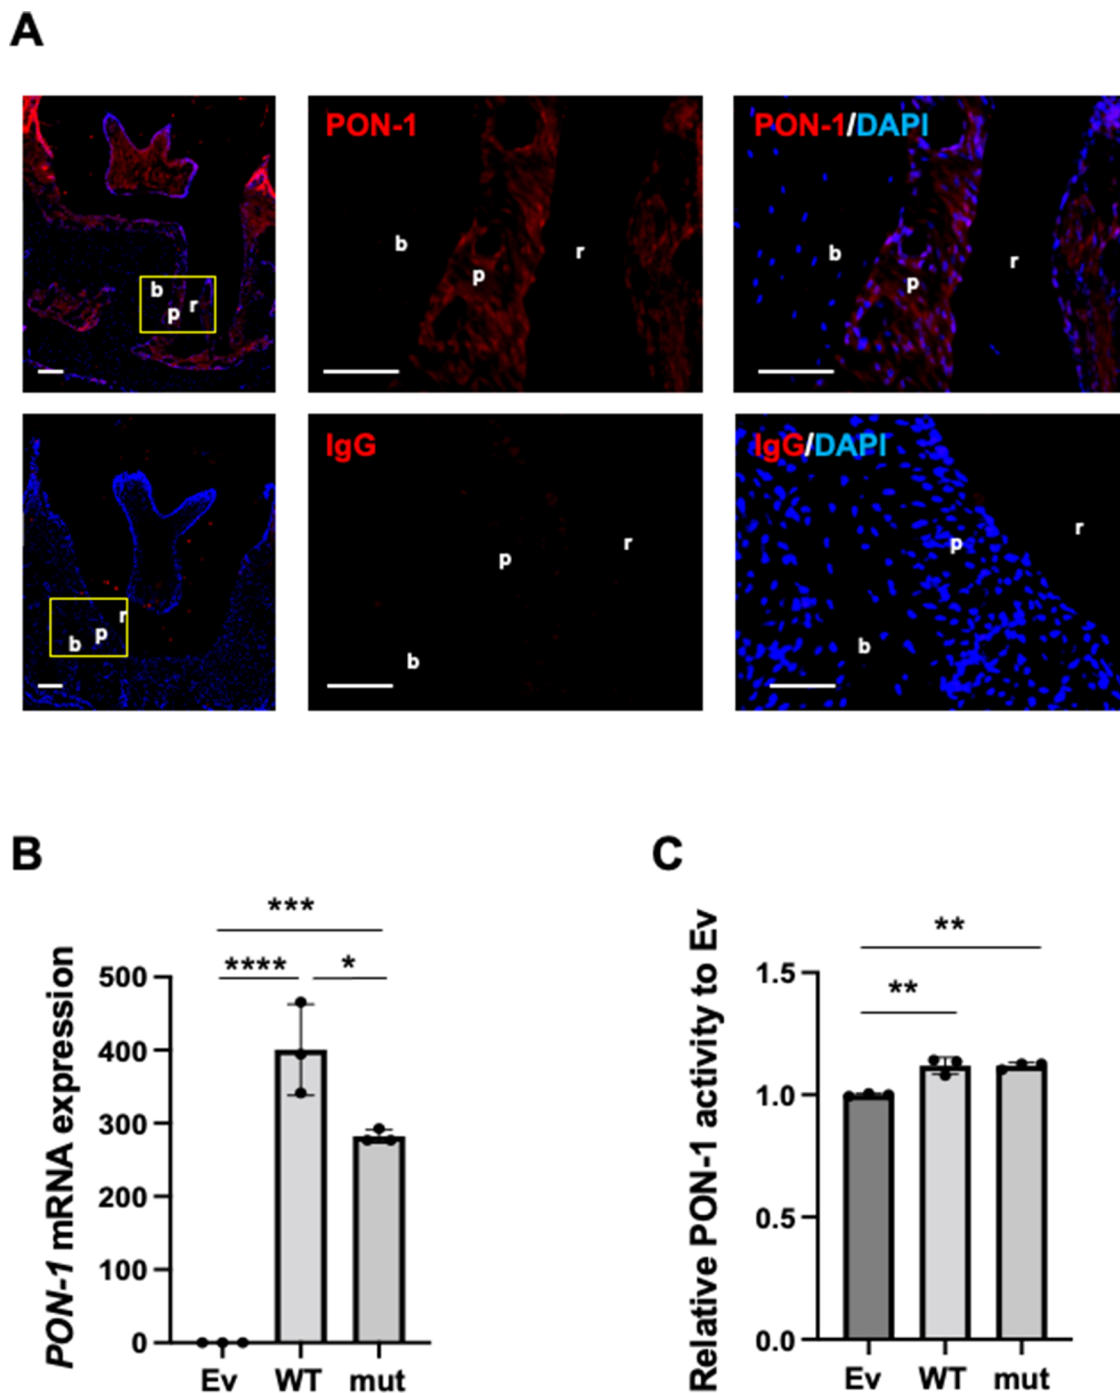 A
PON-1
PON-1/DAPI
b
p
r
b
p
r
b
p
r
IgG
IgG/DAPI
b
p
r
b
p
r
b
p
r
B
***
****
*
PON-1 mRNA expression
500
400
300
200
100
0
Ev
WT
mut
C
**
**
Relative PON-1 activity to Ev
1.5
1.0
0.5
0.0
Ev
WT
mut